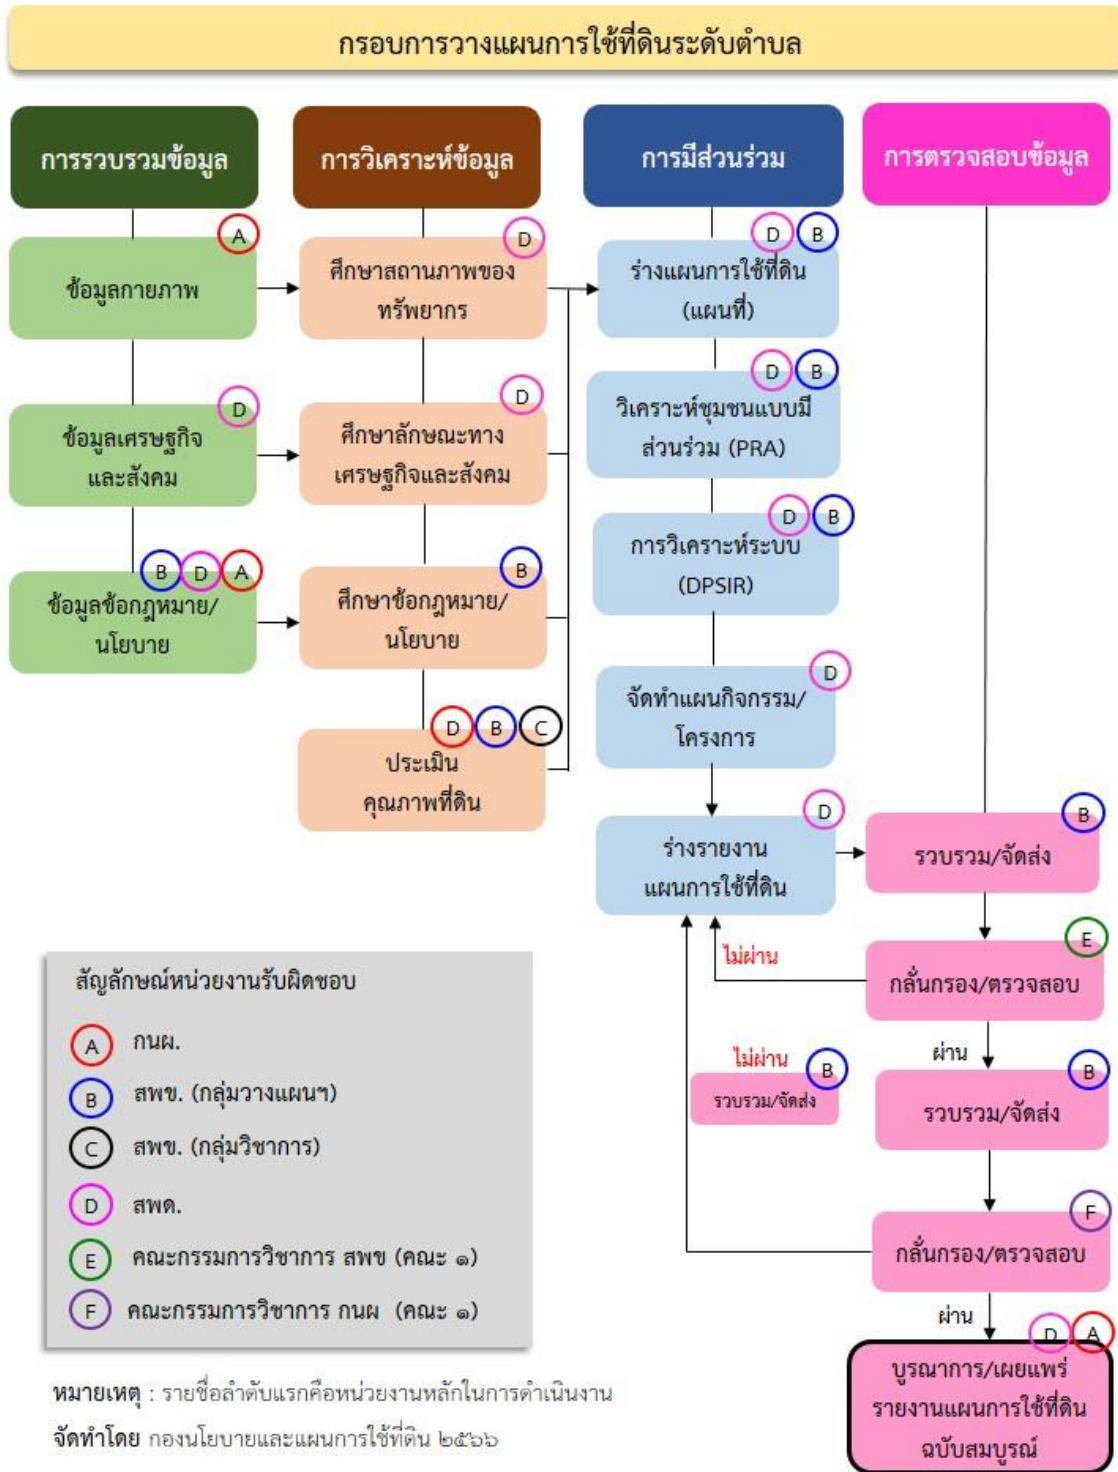 กรอบการวางแผนการใช้ที่ดินระดับตำบล
การรวบรวมข้อมูล
การวิเคราะห์ข้อมูล
การมีส่วนร่วม
การตรวจสอบข้อมูล
A
ข้อมูลกายภาพ
D
ศึกษาสถานภาพของ
ทรัพยากร
D B
ร่างแผนการใช้ที่ดิน
(แผนที่)
D
ข้อมูลเศรษฐกิจ
และสังคม
D
ศึกษาลักษณะทาง
เศรษฐกิจและสังคม
D B
วิเคราะห์ชุมชนแบบมี
ส่วนร่วม (PRA)
B D A
ข้อมูลข้อกฎหมาย/
นโยบาย
B
ศึกษาข้อกฎหมาย/
นโยบาย
D B
การวิเคราะห์ระบบ
(DPSIR)
D B C
ประเมิน
คุณภาพที่ดิน
D
จัดทำแผนกิจกรรม/
โครงการ
D
ร่างรายงาน
แผนการใช้ที่ดิน
B
รวบรวม/จัดส่ง
E
กลั่นกรอง/ตรวจสอบ
ไม่ผ่าน
ผ่าน
B
รวบรวม/จัดส่ง
ไม่ผ่าน
B
รวบรวม/จัดส่ง
F
กลั่นกรอง/ตรวจสอบ
ผ่าน
D A
บูรณาการ/เผยแพร่
รายงานแผนการใช้ที่ดิน
ฉบับสมบูรณ์
สัญลักษณ์หน่วยงานรับผิดชอบ
A กนผ.
B สพข. (กลุ่มวางแผนฯ)
C สพข. (กลุ่มวิชาการ)
D สพด.
E คณะกรรมการวิชาการ สพข (คณะ ๑)
F คณะกรรมการวิชาการ กนผ (คณะ ๑)
หมายเหตุ : รายชื่อลำดับแรกคือหน่วยงานหลักในการดำเนินงาน
จัดทำโดย กองนโยบายและแผนการใช้ที่ดิน ๒๕๖๖